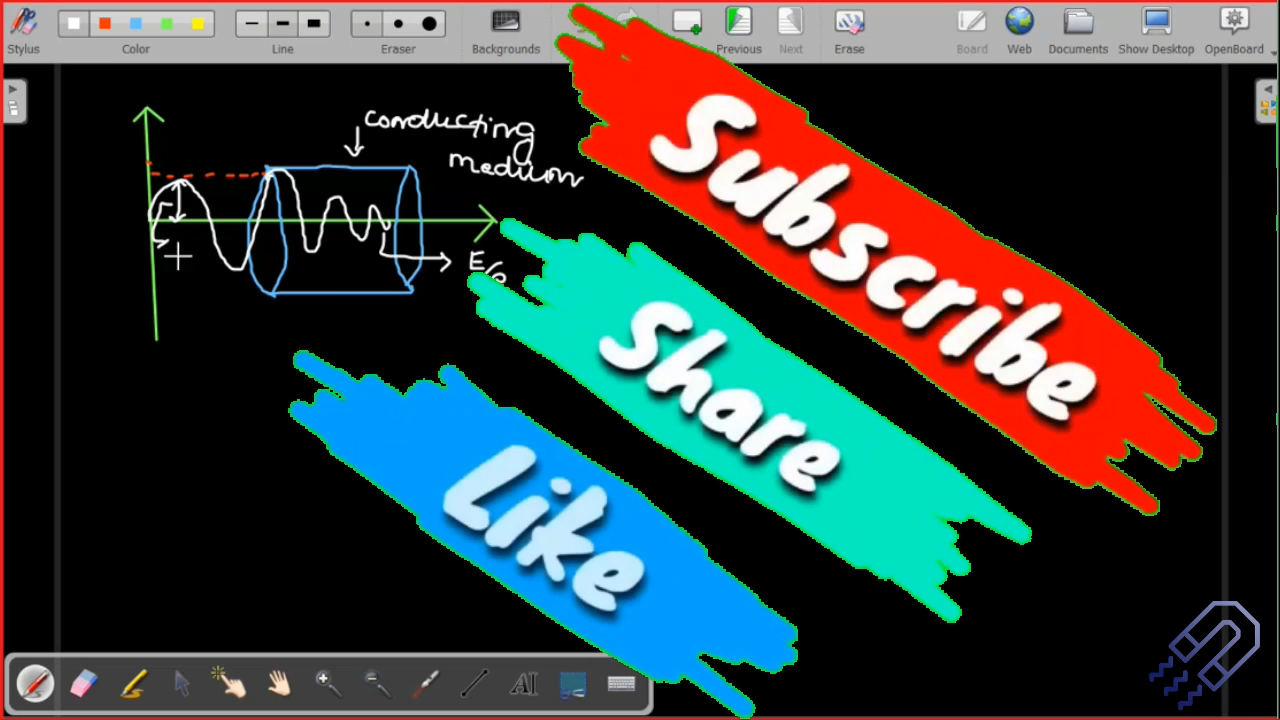 Stylus Color Line Eraser Backgrounds Previous Next Erase Board Web Documents Show Desktop OpenBoard
conducting
medium
Subscribe
Share
Like
AI